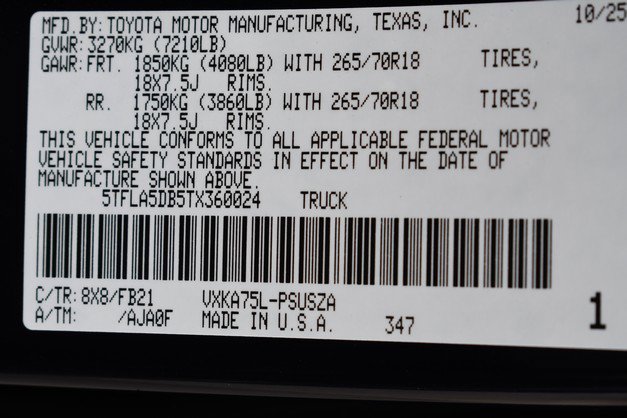 MFD.BY: TOYOTA MOTOR MANUFACTURING, TEXAS, INC. 10/25
GVWR: 3270KG (7210LB)
GAWR: FRT. 1850KG (4080LB) WITH 265/70R18 TIRES,
18X7.5J RIMS.
RR. 1750KG (3860LB) WITH 265/70R18 TIRES,
18X7.5J RIMS.
THIS VEHICLE CONFORMS TO ALL APPLICABLE FEDERAL MOTOR
VEHICLE SAFETY STANDARDS IN EFFECT ON THE DATE OF
MANUFACTURE SHOWN ABOVE.
5TFLA5DB5TX360024 TRUCK
C/TR: 8X8/FB21 VXKA75L-PSUSZA
A/TM: /AJA0F MADE IN U.S.A. 347 1